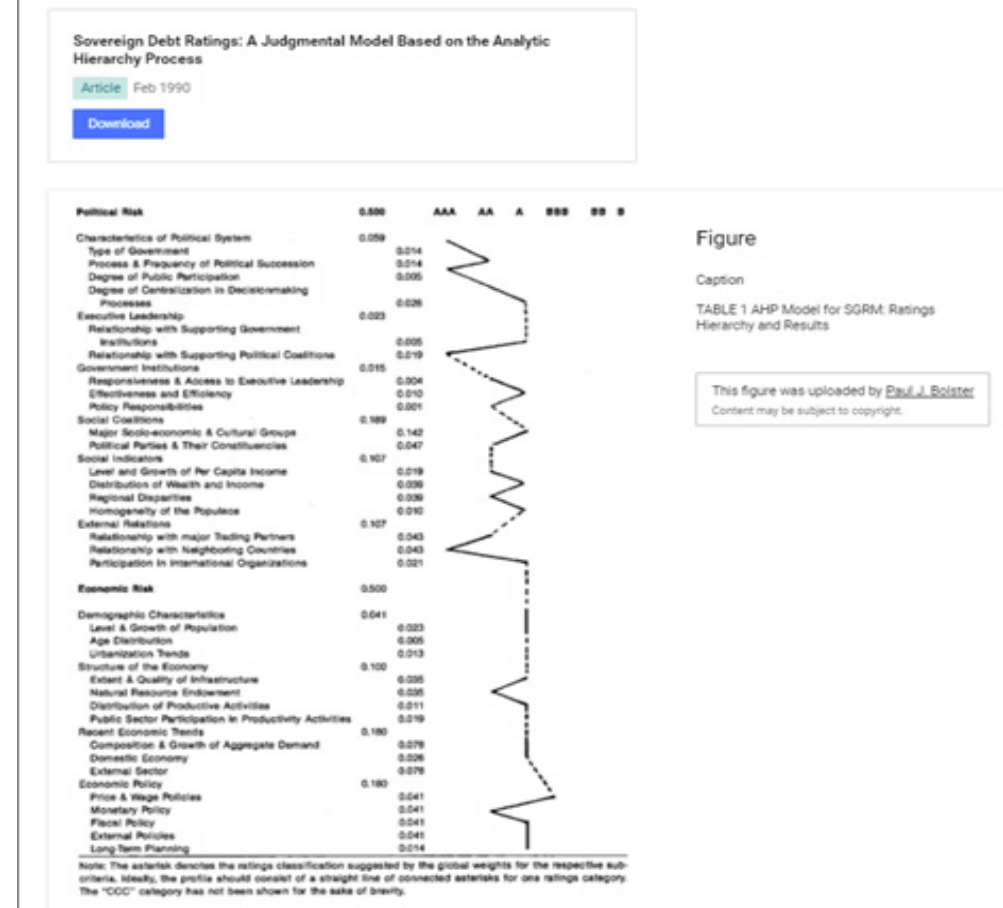 Sovereign Debt Ratings: A Judgmental Model Based on the Analytic
Hierarchy Process
Article Feb 1990
Download
Political Risk 0.500 AAA AA A BBB BB B
Characteristics of Political System 0.059
Type of Government 0.014
Process & Frequency of Political Succession 0.014
Degree of Public Participation 0.005
Degree of Centralization in Decisionmaking
Processes 0.026
Executive Leadership 0.023
Relationship with Supporting Government
Institutions 0.005
Relationship with Supporting Political Coalitions 0.019
Government Institutions 0.015
Responsiveness & Access to Executive Leadership 0.004
Effectiveness and Efficiency 0.010
Policy Responsibilities 0.001
Social Coalitions 0.189
Major Socio-economic & Cultural Groups 0.142
Political Parties & Their Constituencies 0.047
Social Indicators 0.107
Level and Growth of Per Capita Income 0.019
Distribution of Wealth and Income 0.039
Regional Disparities 0.039
Homogeneity of the Populace 0.010
External Relations 0.107
Relationship with major Trading Partners 0.043
Relationship with Neighboring Countries 0.043
Participation in International Organizations 0.021
Economic Risk 0.500
Demographic Characteristics 0.041
Level & Growth of Population 0.023
Age Distribution 0.005
Urbanization Trends 0.013
Structure of the Economy 0.100
Extent & Quality of Infrastructure 0.035
Natural Resource Endowment 0.035
Distribution of Productive Activities 0.011
Public Sector Participation in Productivity Activities 0.019
Recent Economic Trends 0.180
Composition & Growth of Aggregate Demand 0.078
Domestic Economy 0.026
External Sector 0.078
Economic Policy 0.180
Price & Wage Policies 0.041
Monetary Policy 0.041
Fiscal Policy 0.041
External Policies 0.041
Long-Term Planning 0.014
Note: The asterisk denotes the ratings classification suggested by the global weights for the respective sub-
criteria. Ideally, the profile should consist of a straight line of connected asterisks for one ratings category.
The "CCC" category has not been shown for the sake of brevity.
Figure
Caption
TABLE 1 AHP Model for SGRM: Ratings
Hierarchy and Results
This figure was uploaded by Paul J. Bolster
Content may be subject to copyright.